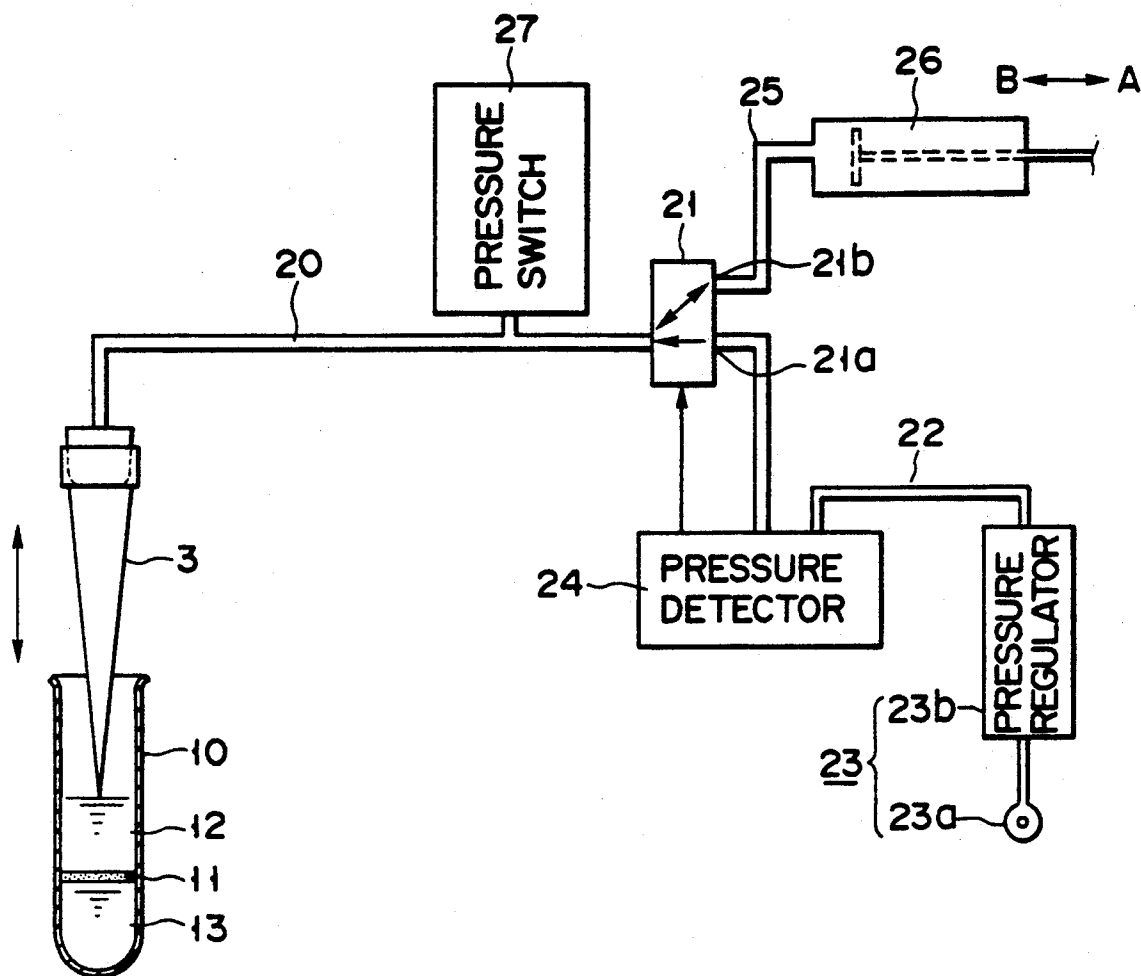 27
PRESSURE
SWITCH
26
B
A
25
21
21b
20
21a
22
3
24
PRESSURE
DETECTOR
PRESSURE
REGULATOR
23b
23
23a
10
12
11
13